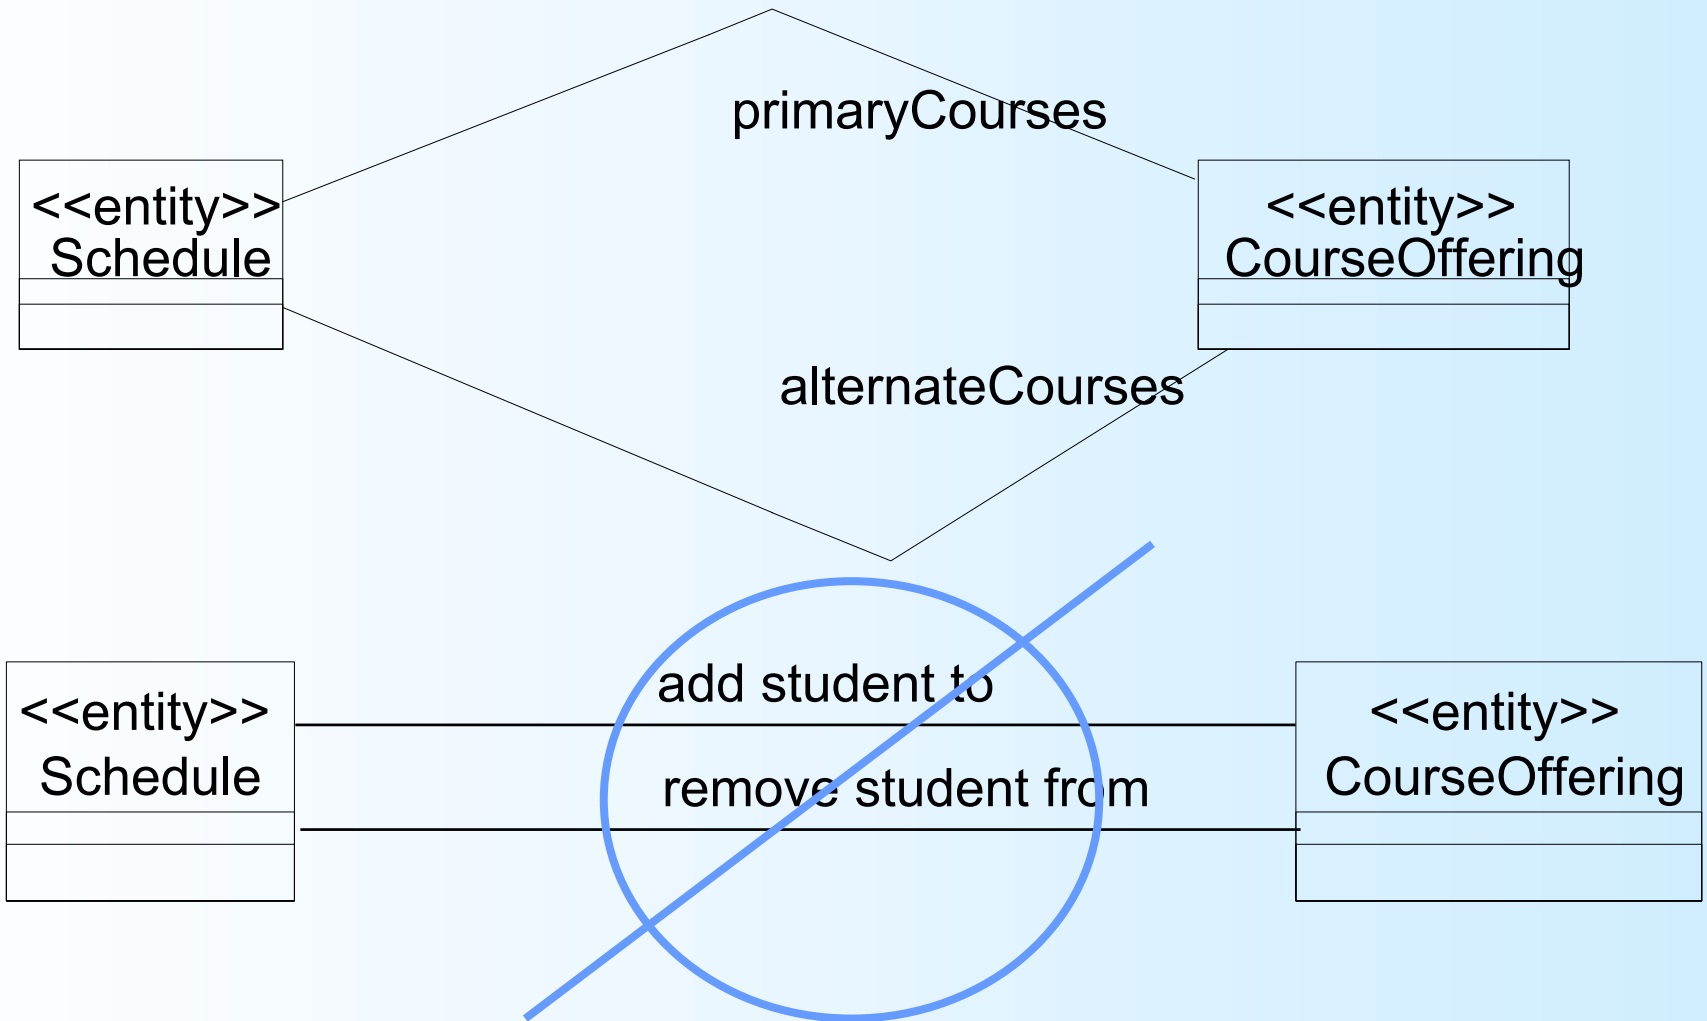 primaryCourses
<<entity>>
Schedule
<<entity>>
CourseOffering
alternateCourses
add student to
<<entity>>
Schedule
<<entity>>
CourseOffering
remove student from